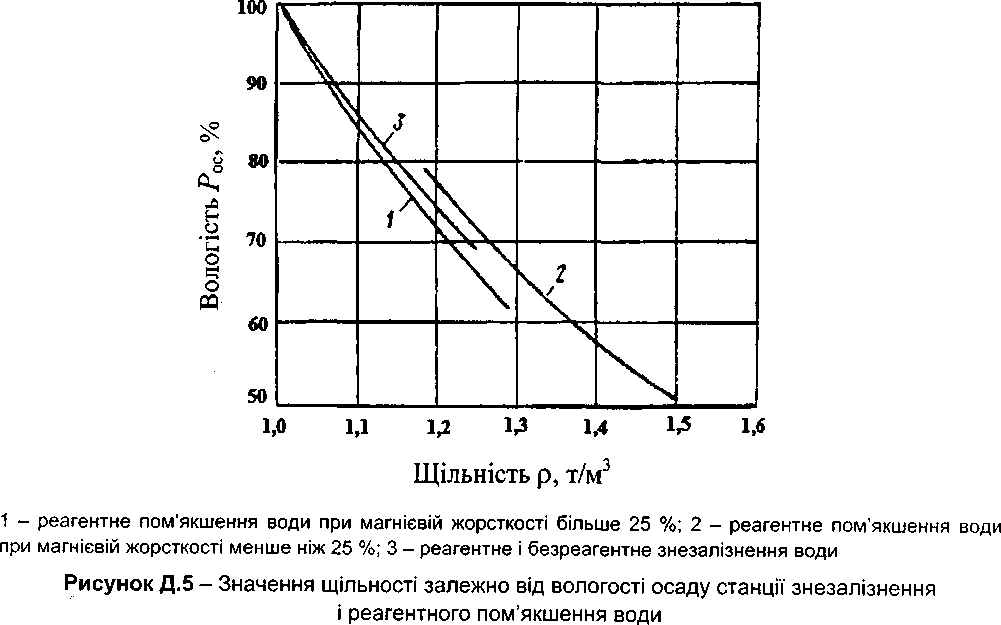 100
90
80
70
60
50
Вологість Рос, %
3
1
2
1,0 1,1 1,2 1,3 1,4 1,5 1,6
Щільність ρ, т/м³
1 – реагентне пом'якшення води при магнієвій жорсткості більше 25 %; 2 – реагентне пом'якшення води
при магнієвій жорсткості менше ніж 25 %; 3 – реагентне і безреагентне знезалізнення води
Рисунок Д.5 – Значення щільності залежно від вологості осаду станції знезалізнення
і реагентного пом'якшення води